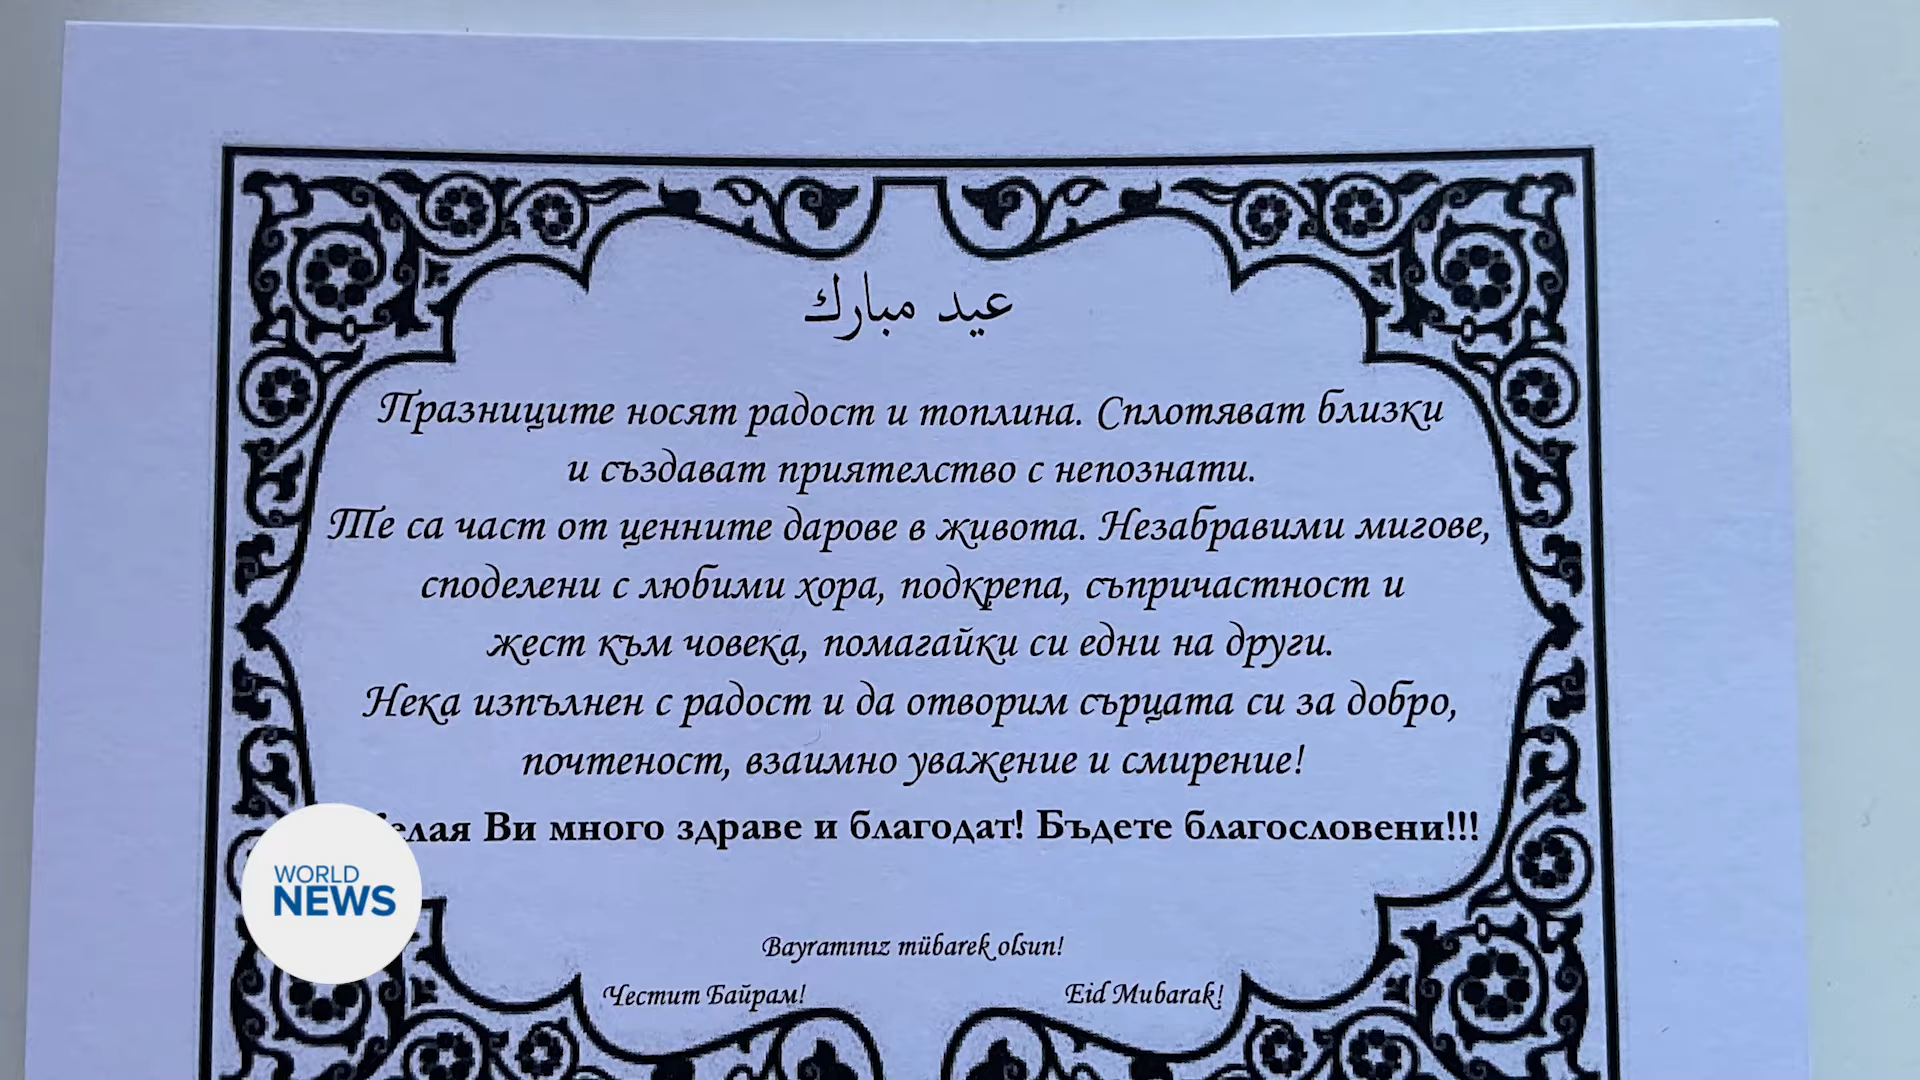 عيد مبارك
Празниците носят радост и топлина. Сплотяват близки
и създават приятелство с непознати.
Те са част от ценните дарове в живота. Незабравими мигове,
споделени с любими хора, подкрепа, съпричастност и
жест към човека, помагайки си едни на други.
Нека изпълнен с радост и да отворим сърцата си за добро,
почтеност, взаимно уважение и смирение!
Ви много здраве и благодат! Бъдете благословени!!!
WORLD
NEWS
Bayramınız mübarek olsun!
Честит Байрам!
Eid Mubarak!